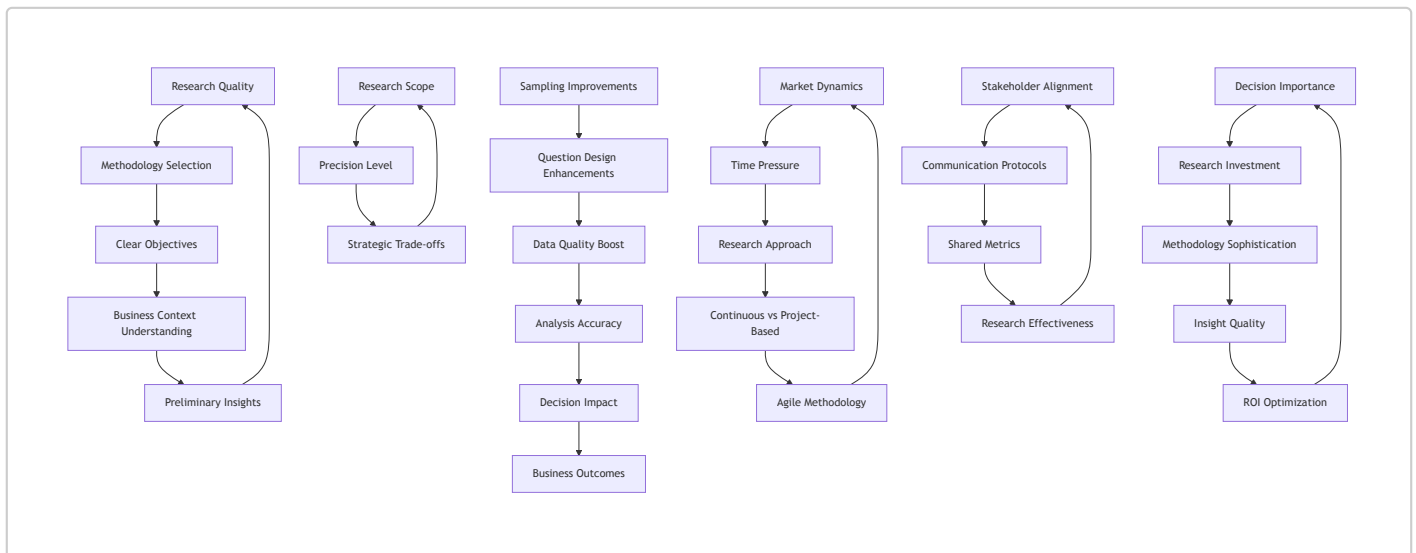 Research Quality
Methodology Selection
Clear Objectives
Business Context
Understanding
Preliminary Insights
Research Scope
Precision Level
Strategic Trade-offs
Sampling Improvements
Question Design
Enhancements
Data Quality Boost
Analysis Accuracy
Decision Impact
Business Outcomes
Market Dynamics
Time Pressure
Research Approach
Continuous vs Project-
Based
Agile Methodology
Stakeholder Alignment
Communication Protocols
Shared Metrics
Research Effectiveness
Decision Importance
Research Investment
Methodology Sophistication
Insight Quality
ROI Optimization